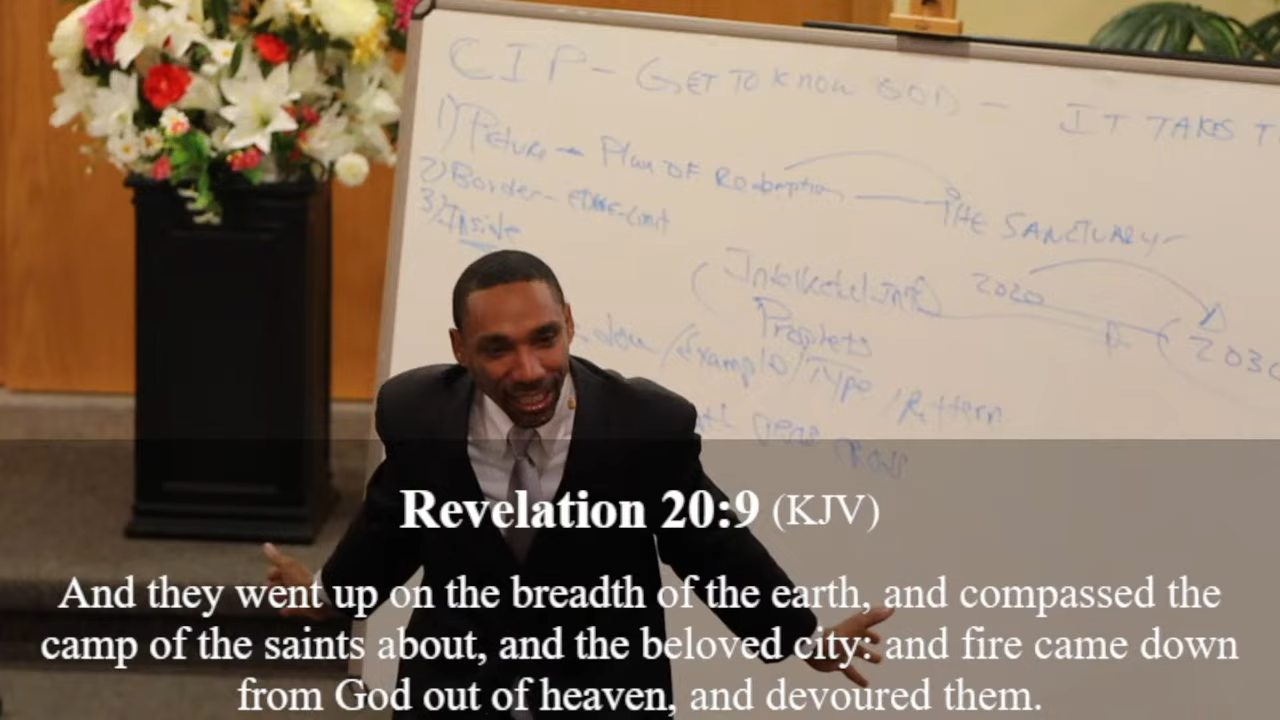 CIP - GET TO KNOW GOD - IT TAKES T
1) Picture - Plan OF Redemption
THE SANCTUARY
2) Border -
3) Inside
2020
2030
Prophets
/Example/Type/Pattern
Revelation 20:9 (KJV)
And they went up on the breadth of the earth, and compassed the
camp of the saints about, and the beloved city: and fire came down
from God out of heaven, and devoured them.